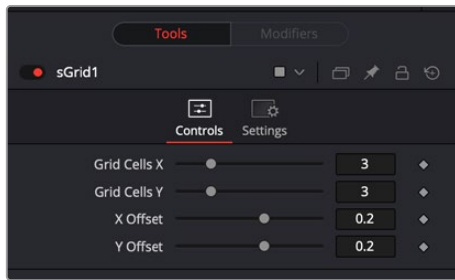 Tools Modifiers
sGrid1
Controls Settings
Grid Cells X 3
Grid Cells Y 3
X Offset 0.2
Y Offset 0.2